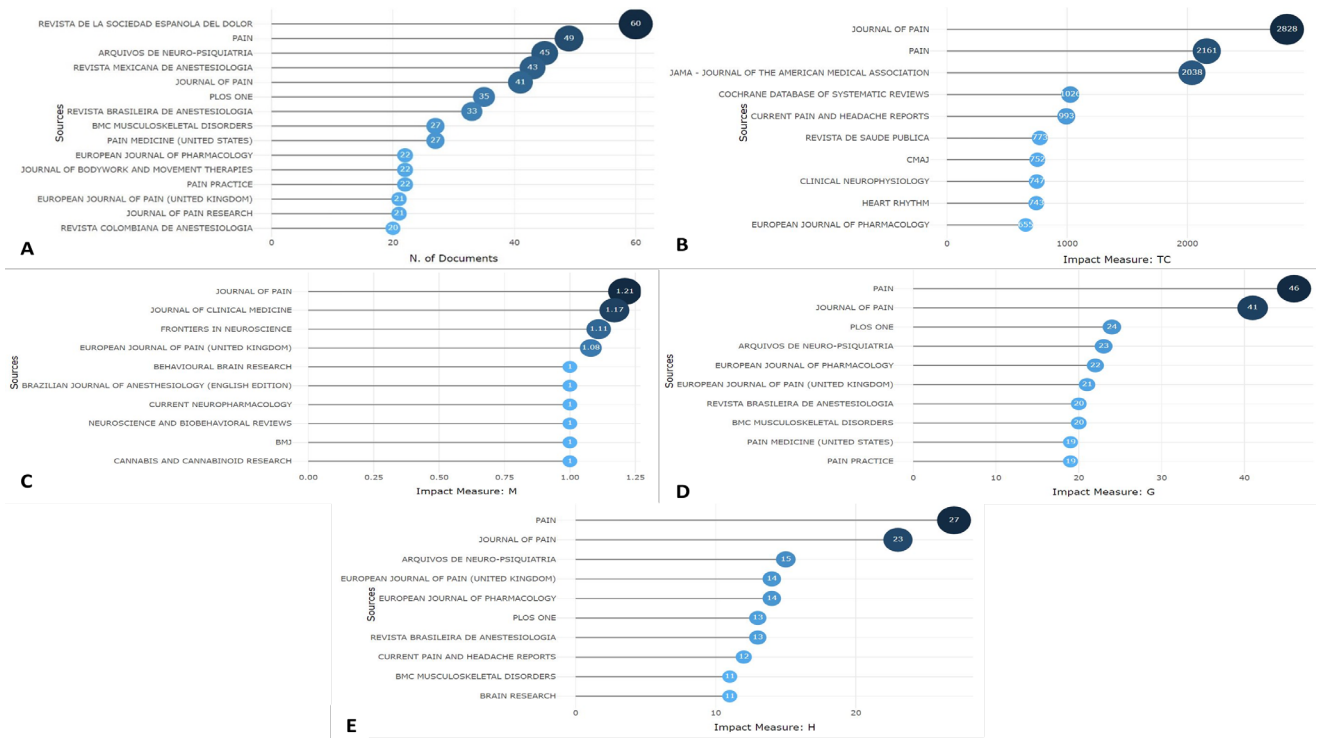 REVISTA DE LA SOCIEDAD ESPANOLA DEL DOLOR 60
PAIN 49
ARQUIVOS DE NEURO-PSIQUIATRIA 45
REVISTA MEXICANA DE ANESTESIOLOGIA 43
JOURNAL OF PAIN 41
PLOS ONE 35
REVISTA BRASILEIRA DE ANESTESIOLOGIA 33
BMC MUSCULOSKELETAL DISORDERS 27
PAIN MEDICINE (UNITED STATES) 27
EUROPEAN JOURNAL OF PHARMACOLOGY 22
JOURNAL OF BODYWORK AND MOVEMENT THERAPIES 22
PAIN PRACTICE 22
EUROPEAN JOURNAL OF PAIN (UNITED KINGDOM) 21
JOURNAL OF PAIN RESEARCH 21
REVISTA COLOMBIANA DE ANESTESIOLOGIA 20
Sources
0 20 40 60
N. of Documents
A
JOURNAL OF PAIN 2828
PAIN 2161
JAMA - JOURNAL OF THE AMERICAN MEDICAL ASSOCIATION 2038
COCHRANE DATABASE OF SYSTEMATIC REVIEWS 1026
CURRENT PAIN AND HEADACHE REPORTS 993
REVISTA DE SAUDE PUBLICA 773
CMAJ 752
CLINICAL NEUROPHYSIOLOGY 747
HEART RHYTHM 743
EUROPEAN JOURNAL OF PHARMACOLOGY 655
Sources
0 1000 2000
Impact Measure: TC
B
JOURNAL OF PAIN 1.21
JOURNAL OF CLINICAL MEDICINE 1.17
FRONTIERS IN NEUROSCIENCE 1.11
EUROPEAN JOURNAL OF PAIN (UNITED KINGDOM) 1.08
BEHAVIOURAL BRAIN RESEARCH 1
BRAZILIAN JOURNAL OF ANESTHESIOLOGY (ENGLISH EDITION) 1
CURRENT NEUROPHARMACOLOGY 1
NEUROSCIENCE AND BIOBEHAVIORAL REVIEWS 1
BMJ 1
CANNABIS AND CANNABINOID RESEARCH 1
Sources
0.00 0.25 0.50 0.75 1.00 1.25
Impact Measure: M
C
PAIN 46
JOURNAL OF PAIN 41
PLOS ONE 24
ARQUIVOS DE NEURO-PSIQUIATRIA 23
EUROPEAN JOURNAL OF PHARMACOLOGY 22
EUROPEAN JOURNAL OF PAIN (UNITED KINGDOM) 21
REVISTA BRASILEIRA DE ANESTESIOLOGIA 20
BMC MUSCULOSKELETAL DISORDERS 20
PAIN MEDICINE (UNITED STATES) 19
PAIN PRACTICE 19
Sources
0 10 20 30 40
Impact Measure: G
D
PAIN 27
JOURNAL OF PAIN 23
ARQUIVOS DE NEURO-PSIQUIATRIA 15
EUROPEAN JOURNAL OF PAIN (UNITED KINGDOM) 14
EUROPEAN JOURNAL OF PHARMACOLOGY 14
PLOS ONE 13
REVISTA BRASILEIRA DE ANESTESIOLOGIA 13
CURRENT PAIN AND HEADACHE REPORTS 12
BMC MUSCULOSKELETAL DISORDERS 11
BRAIN RESEARCH 11
Sources
0 10 20
Impact Measure: H
E